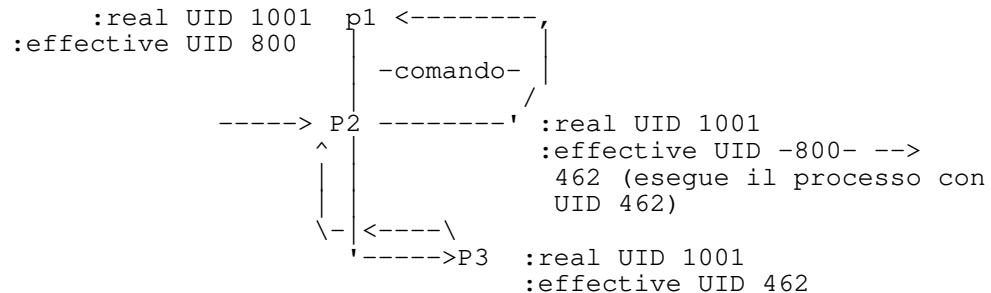 :real UID 1001 p1 <--------,
:effective UID 800 | |
| -comando- |
| /
-----> P2 --------' :real UID 1001
^ | :effective UID -800- -->
| | 462 (esegue il processo con
| | UID 462)
\-|<----\
'----->P3 :real UID 1001
:effective UID 462